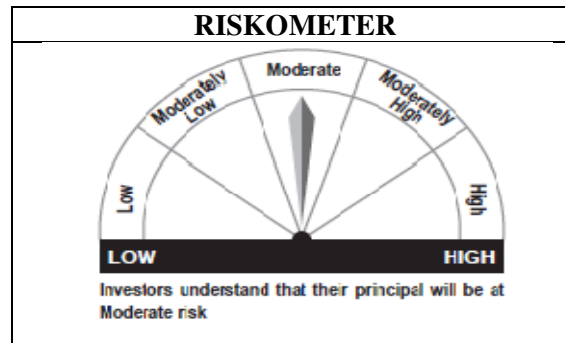 RISKOMETER
Moderate
Moderately
Low
Moderately
High
Low
High
LOW HIGH
Investors understand that their principal will be at
Moderate risk